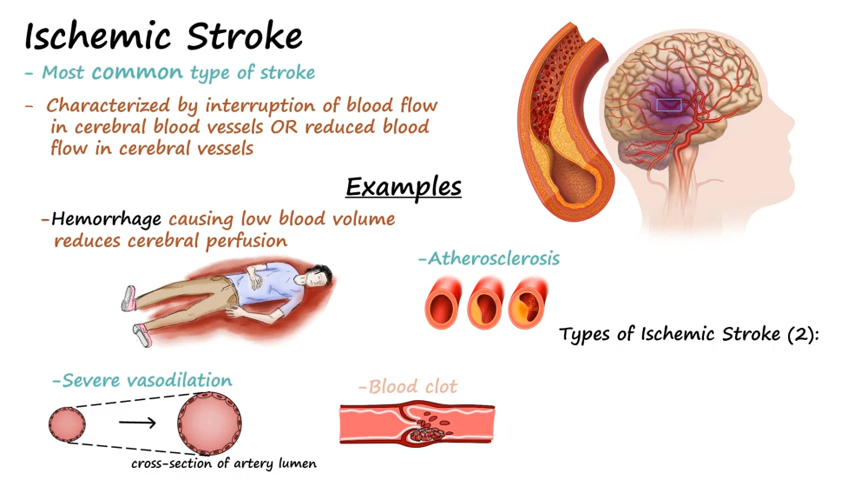 Ischemic Stroke
- Most common type of stroke
- Characterized by interruption of blood flow
in cerebral blood vessels OR reduced blood
flow in cerebral vessels
Examples
-Hemorrhage causing low blood volume
reduces cerebral perfusion
-Atherosclerosis
Types of Ischemic Stroke (2):
-Severe vasodilation
-Blood clot
cross-section of artery lumen